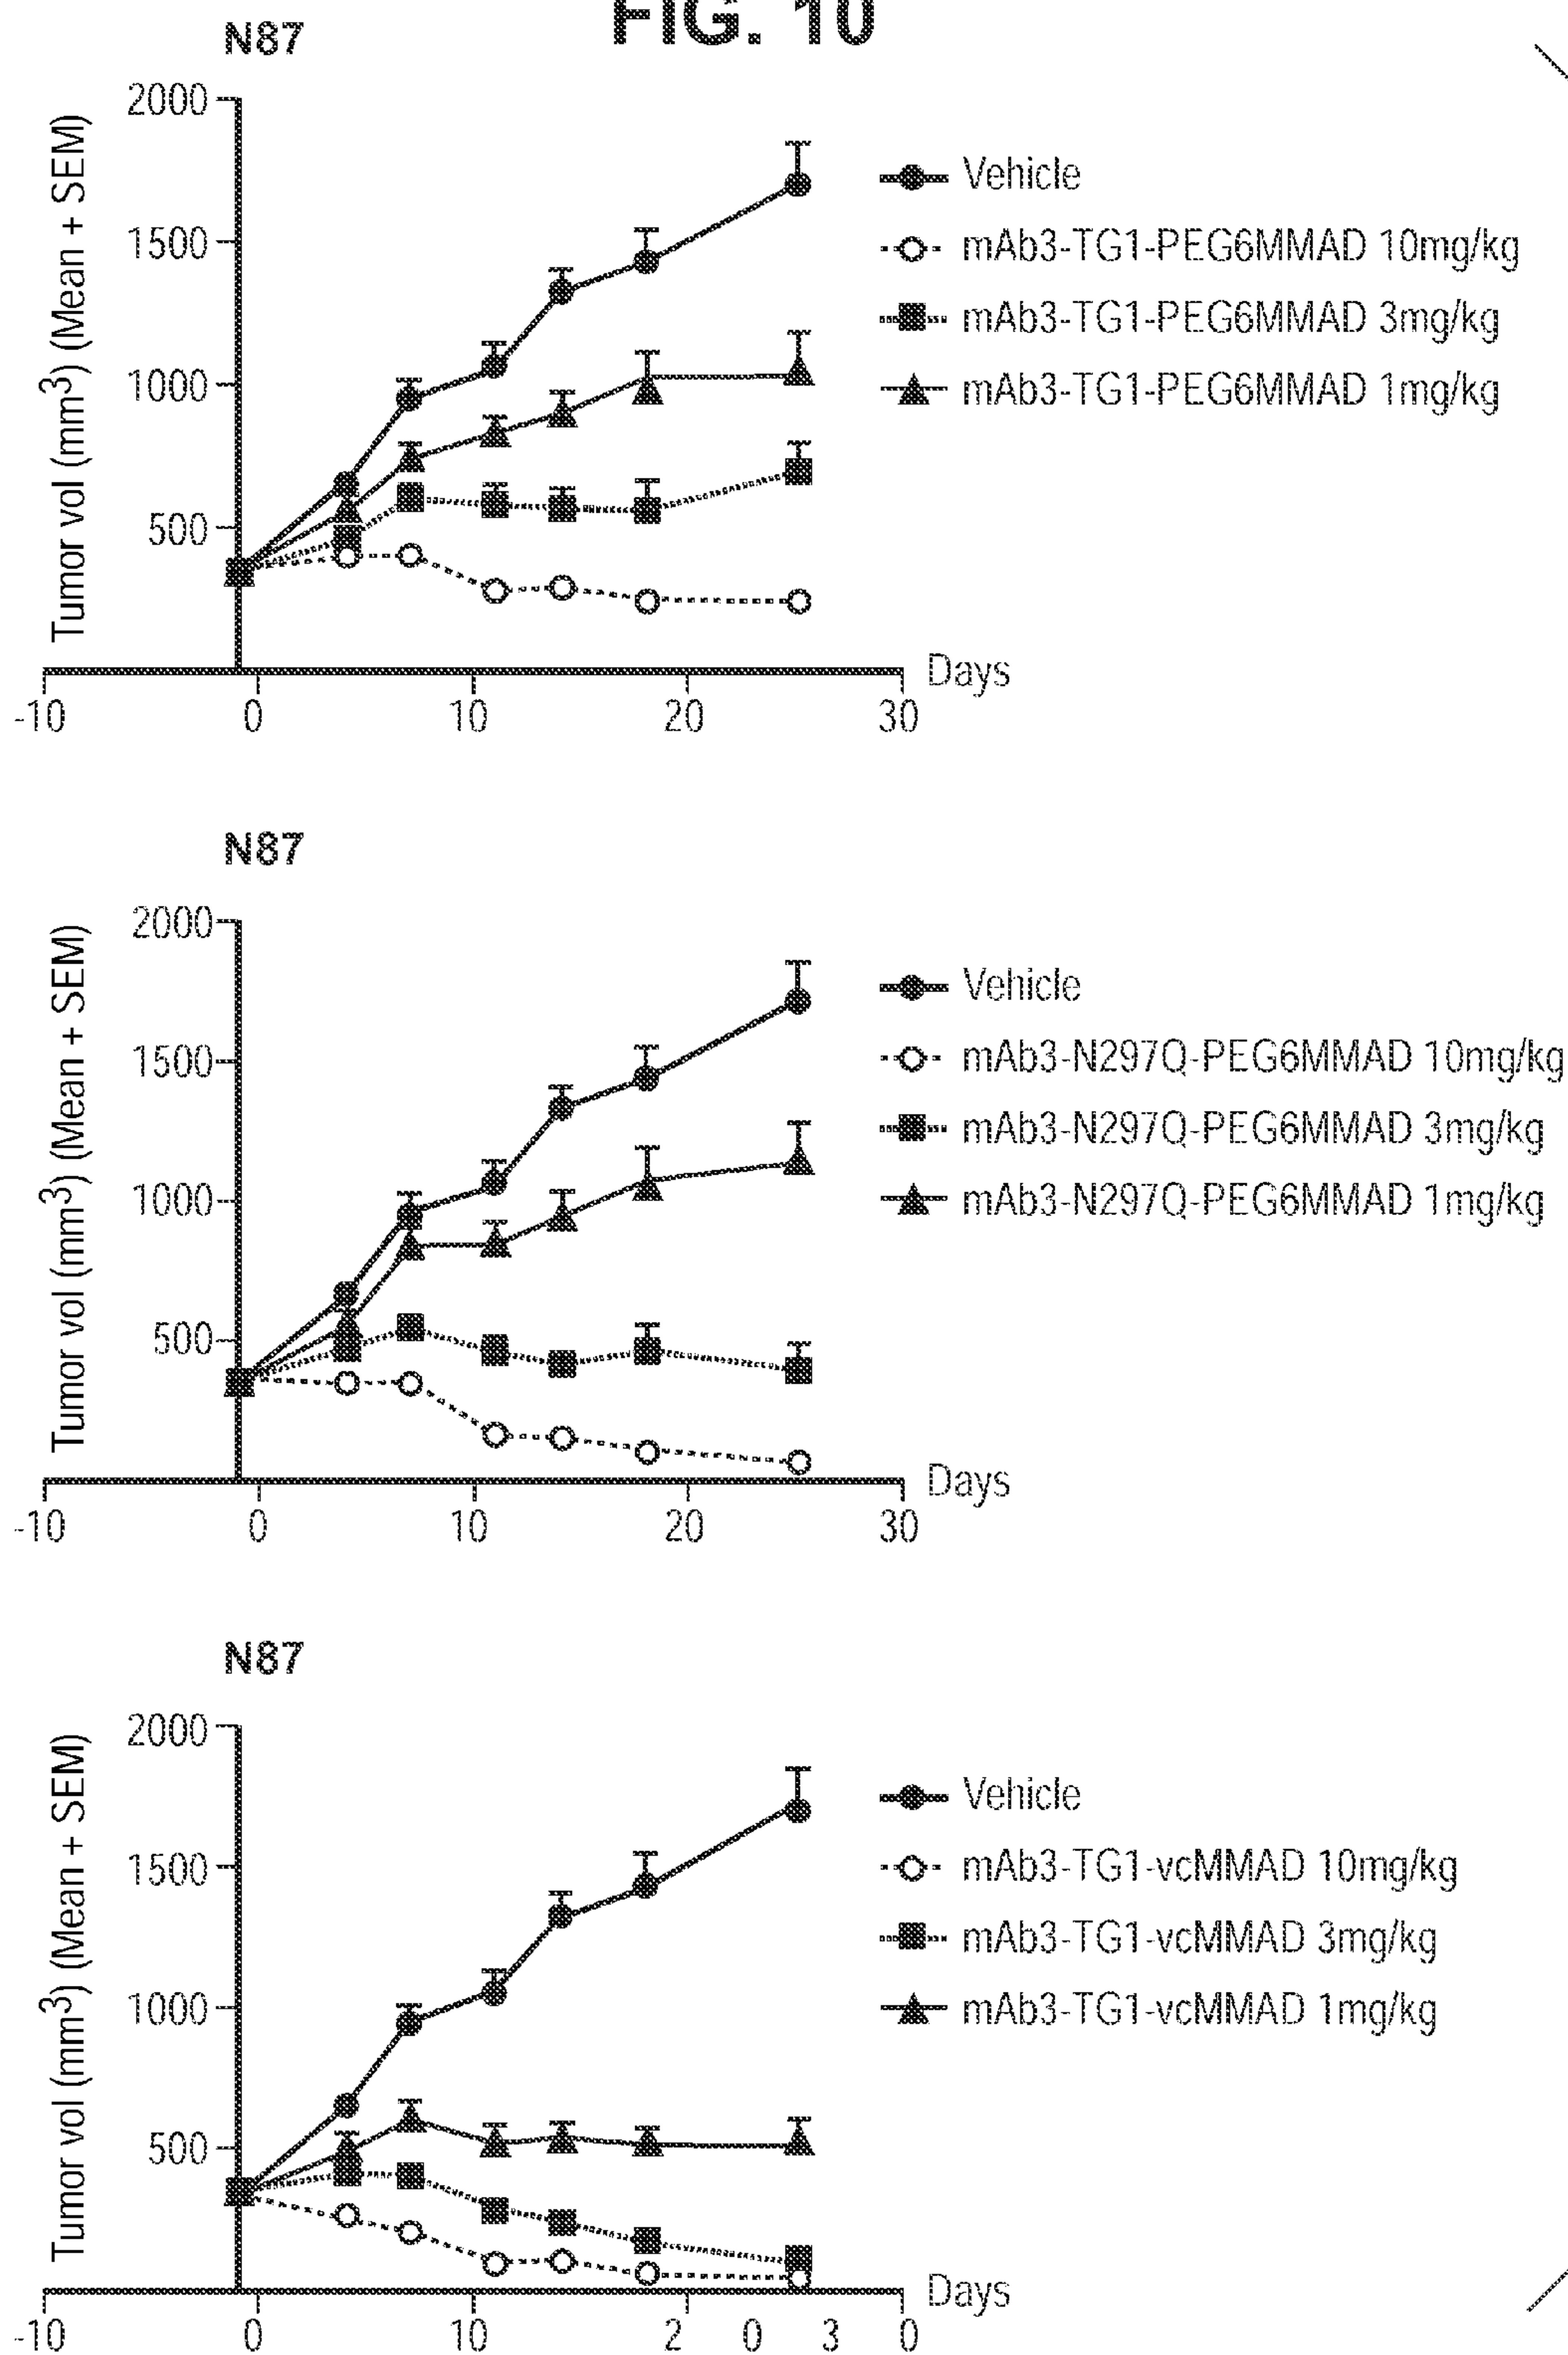 FIG. 10
N87
Tumor vol (mm³) (Mean + SEM)
2000
1500
1000
500
-10 0 10 20 30
Days
Vehicle
mAb3-TG1-PEG6MMAD 10mg/kg
mAb3-TG1-PEG6MMAD 3mg/kg
mAb3-TG1-PEG6MMAD 1mg/kg
N87
Tumor vol (mm³) (Mean + SEM)
2000
1500
1000
500
-10 0 10 20 30
Days
Vehicle
mAb3-N297Q-PEG6MMAD 10mg/kg
mAb3-N297Q-PEG6MMAD 3mg/kg
mAb3-N297Q-PEG6MMAD 1mg/kg
N87
Tumor vol (mm³) (Mean + SEM)
2000
1500
1000
500
-10 0 10 2 0 3 0
Days
Vehicle
mAb3-TG1-vcMMAD 10mg/kg
mAb3-TG1-vcMMAD 3mg/kg
mAb3-TG1-vcMMAD 1mg/kg